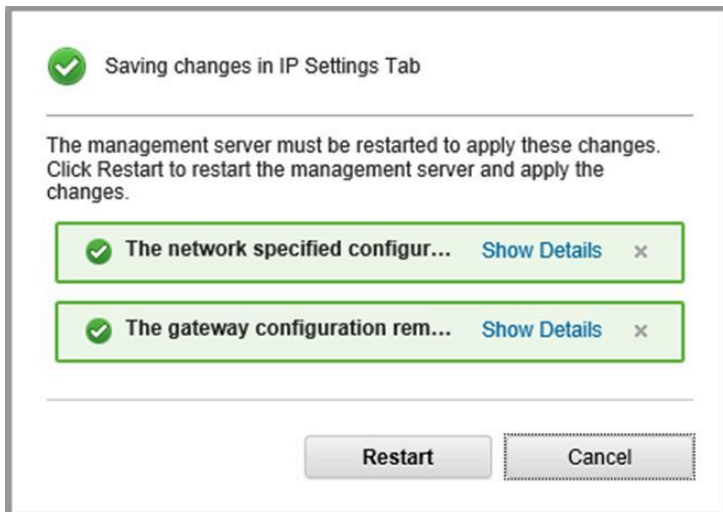 Saving changes in IP Settings Tab
The management server must be restarted to apply these changes.
Click Restart to restart the management server and apply the
changes.
The network specified configur... Show Details ×
The gateway configuration rem... Show Details ×
Restart Cancel